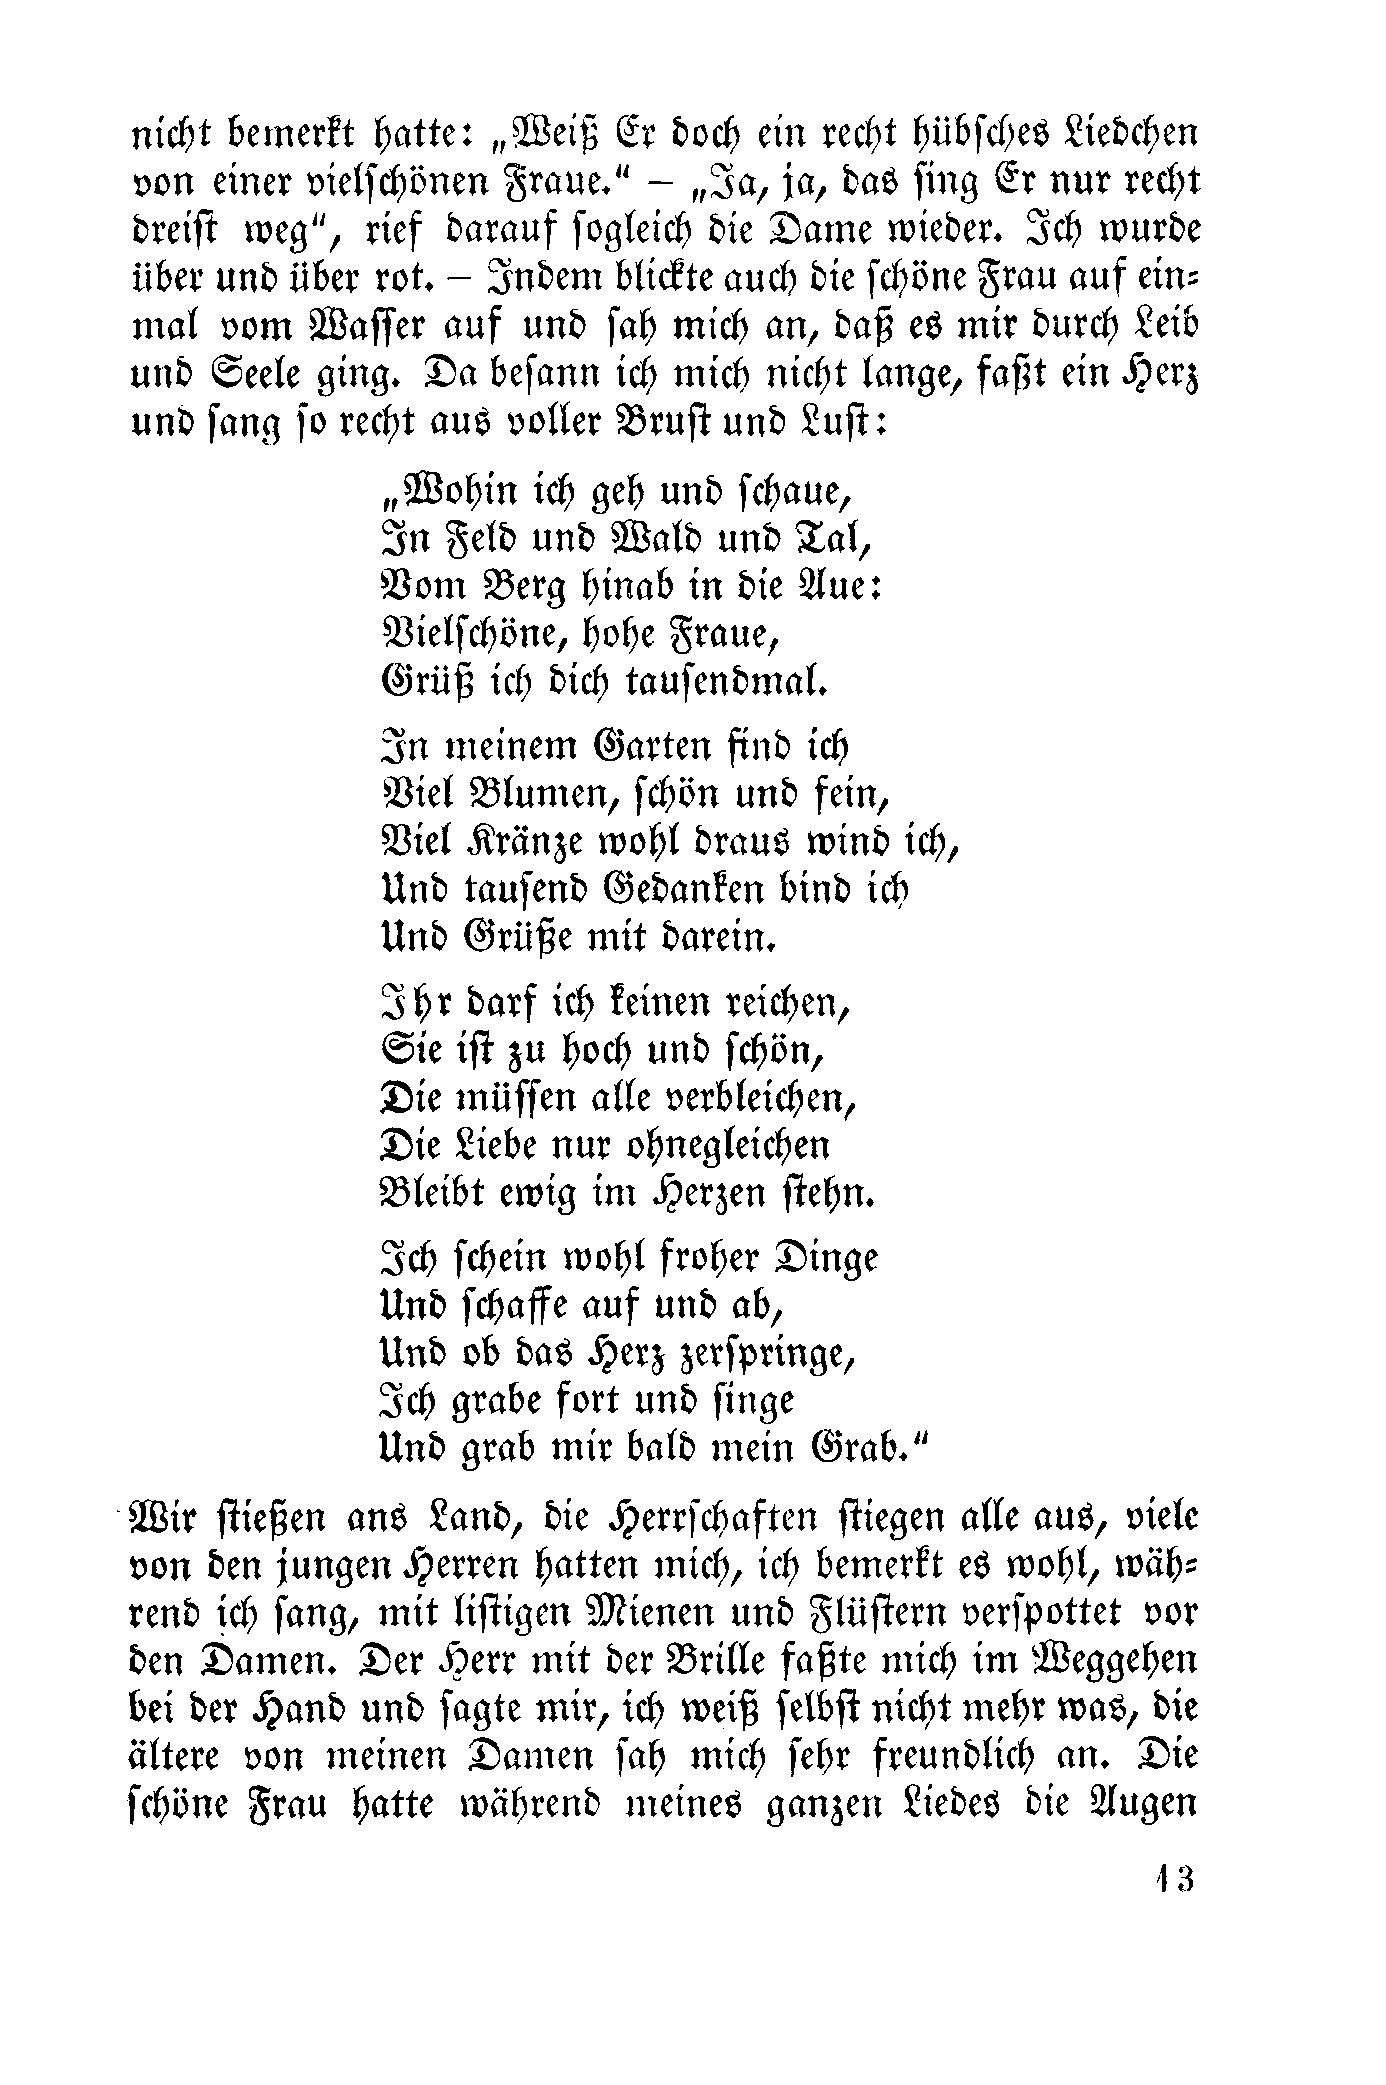 nicht bemerkt hatte: „Weiß Er doch ein recht hübsches Liedchen
von einer vielschönen Fraue.“ – „Ja, ja, das sing Er nur recht
dreist weg“, rief darauf sogleich die Dame wieder. Ich wurde
über und über rot. – Indem blickte auch die schöne Frau auf ein-
mal vom Wasser auf und sah mich an, daß es mir durch Leib
und Seele ging. Da besann ich mich nicht lange, faßt ein Herz
und sang so recht aus voller Brust und Lust:
„Wohin ich geh und schaue,
In Feld und Wald und Tal,
Vom Berg hinab in die Aue:
Vielschöne, hohe Fraue,
Grüß ich dich tausendmal.
In meinem Garten find ich
Viel Blumen, schön und fein,
Viel Kränze wohl draus wind ich,
Und tausend Gedanken bind ich
Und Grüße mit darein.
Ihr darf ich keinen reichen,
Sie ist zu hoch und schön,
Die müssen alle verbleichen,
Die Liebe nur ohnegleichen
Bleibt ewig im Herzen stehn.
Ich schein wohl froher Dinge
Und schaffe auf und ab,
Und ob das Herz zerspringe,
Ich grabe fort und singe
Und grab mir bald mein Grab.“
Wir stießen ans Land, die Herrschaften stiegen alle aus, viele
von den jungen Herren hatten mich, ich bemerkt es wohl, wäh-
rend ich sang, mit listigen Mienen und Flüstern verspottet vor
den Damen. Der Herr mit der Brille faßte mich im Weggehen
bei der Hand und sagte mir, ich weiß selbst nicht mehr was, die
ältere von meinen Damen sah mich sehr freundlich an. Die
schöne Frau hatte während meines ganzen Liedes die Augen
13